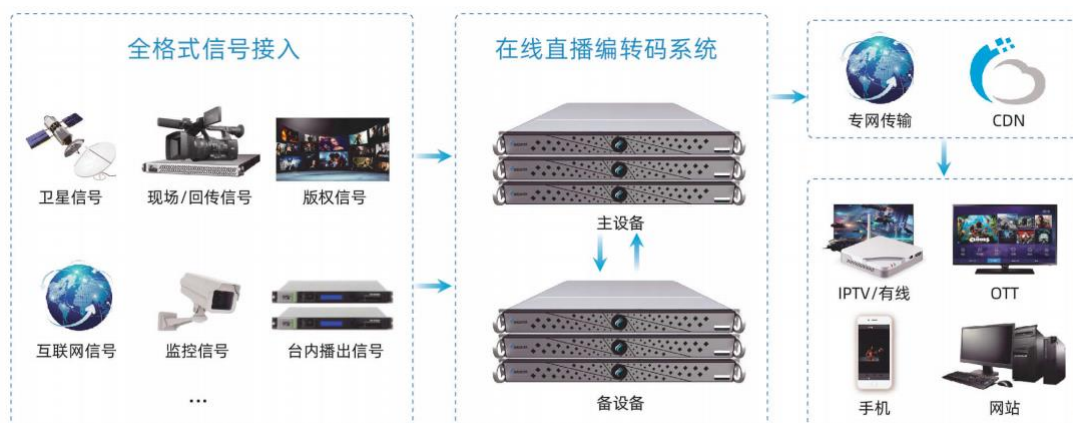 全格式信号接入
卫星信号
现场/回传信号
版权信号
互联网信号
监控信号
台内播出信号
...
在线直播编转码系统
主设备
备设备
专网传输
CDN
IPTV/有线
OTT
手机
网站